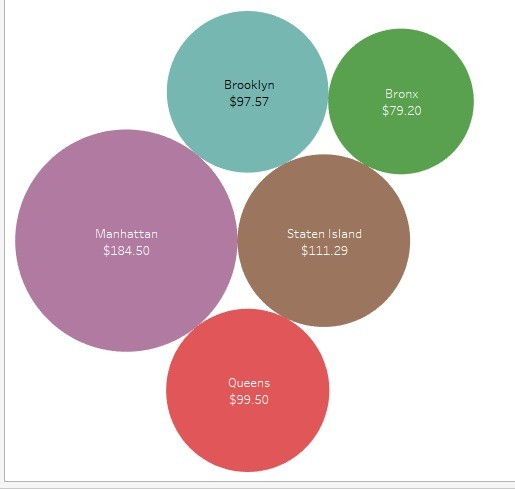 Brooklyn
$97.57
Bronx
$79.20
Manhattan
$184.50
Staten Island
$111.29
Queens
$99.50